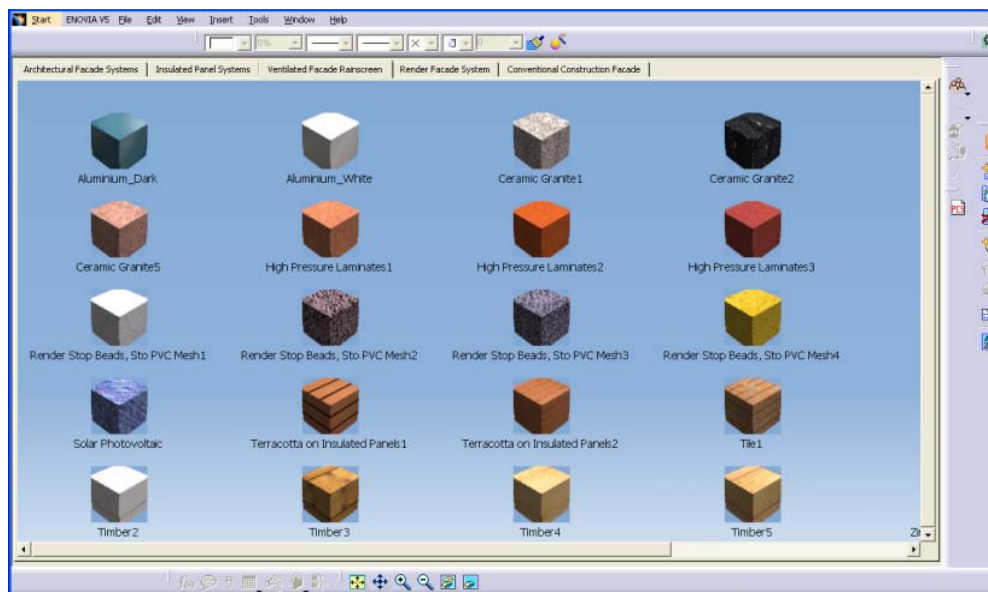 Start ENOVIA V5 File Edit View Insert Tools Window Help
0% 0
Architectural Facade Systems Insulated Panel Systems Ventilated Facade Rainscreen Render Facade System Conventional Construction Facade
Aluminium_Dark Aluminium_White Ceramic Granite1 Ceramic Granite2
Ceramic Granite5 High Pressure Laminates1 High Pressure Laminates2 High Pressure Laminates3
Render Stop Beads, Sto PVC Mesh1 Render Stop Beads, Sto PVC Mesh2 Render Stop Beads, Sto PVC Mesh3 Render Stop Beads, Sto PVC Mesh4
Solar Photovoltaic Terracotta on Insulated Panels1 Terracotta on Insulated Panels2 Tile1
Timber2 Timber3 Timber4 Timber5
PCS